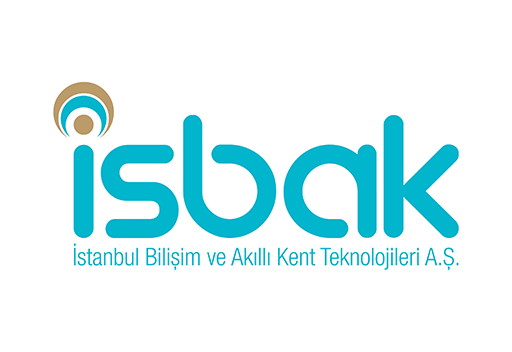 isbak
İstanbul Bilişim ve Akıllı Kent Teknolojileri A.Ş.